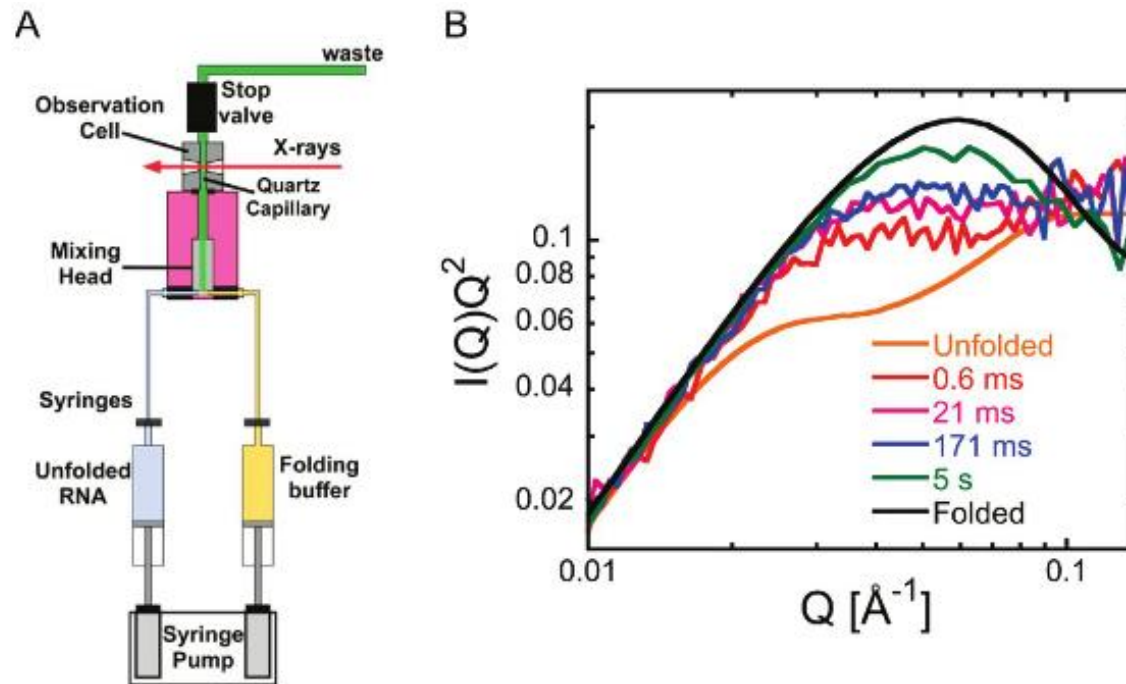 A
waste
Stop
valve
Observation
Cell
X-rays
Quartz
Capillary
Mixing
Head
Syringes
Unfolded
RNA
Folding
buffer
Syringe
Pump
B
I(Q)Q²
0.1
0.08
0.06
0.04
0.02
Unfolded
0.6 ms
21 ms
171 ms
5 s
Folded
0.01
0.1
Q [Å⁻¹]